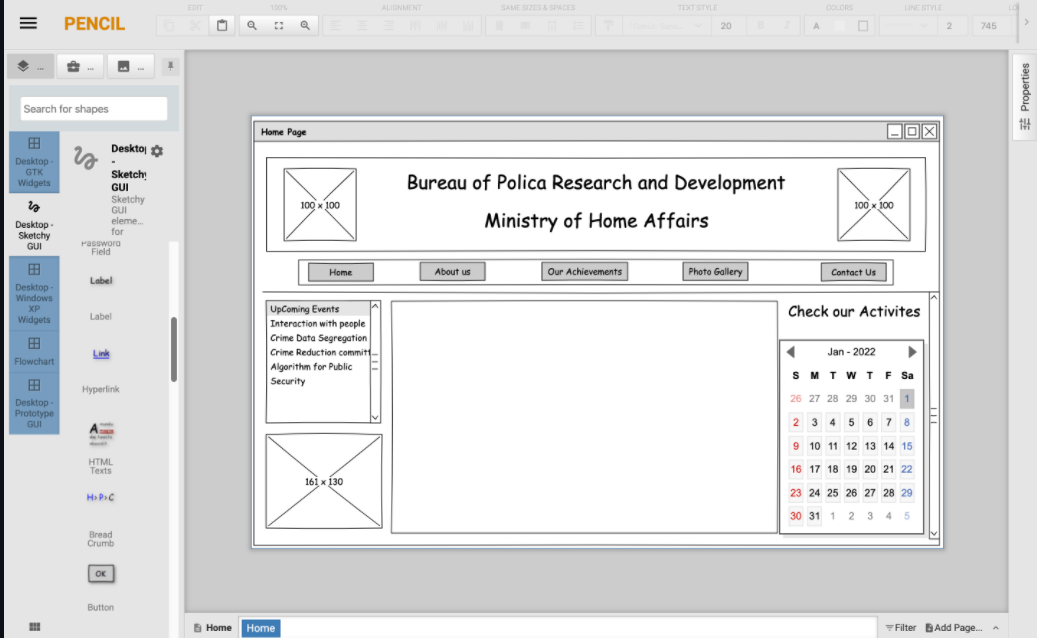 EDIT
100%
ALIGNMENT
SAME SIZES & SPACES
TEXT STYLE
COLORS
LINE STYLE
PENCIL
20
B
I
A
2
745
...
...
...
Search for shapes
Desktop -
GTK
Widgets
Desktop -
Sketchy
GUI
Desktop -
Windows
XP
Widgets
Flowchart
Desktop -
Prototype
GUI
-
Sketchy
GUI
Sketchy
GUI
eleme...
for
Password
Field
Label
Label
Link
Hyperlink
HTML
Texts
H>P>C
Bread
Crumb
OK
Button
Home Page
100 x 100
Bureau of Polica Research and Development
Ministry of Home Affairs
100 x 100
Home
About us
Our Achievements
Photo Gallery
Contact Us
UpComing Events
Interaction with people
Crime Data Segregation
Crime Reduction committ
Algorithm for Public
Security
161 x 130
Check our Activites
Jan - 2022
S M T W T F Sa
26 27 28 29 30 31 1
2 3 4 5 6 7 8
9 10 11 12 13 14 15
16 17 18 19 20 21 22
23 24 25 26 27 28 29
30 31 1 2 3 4 5
Properties
Home
Home
Filter
Add Page...